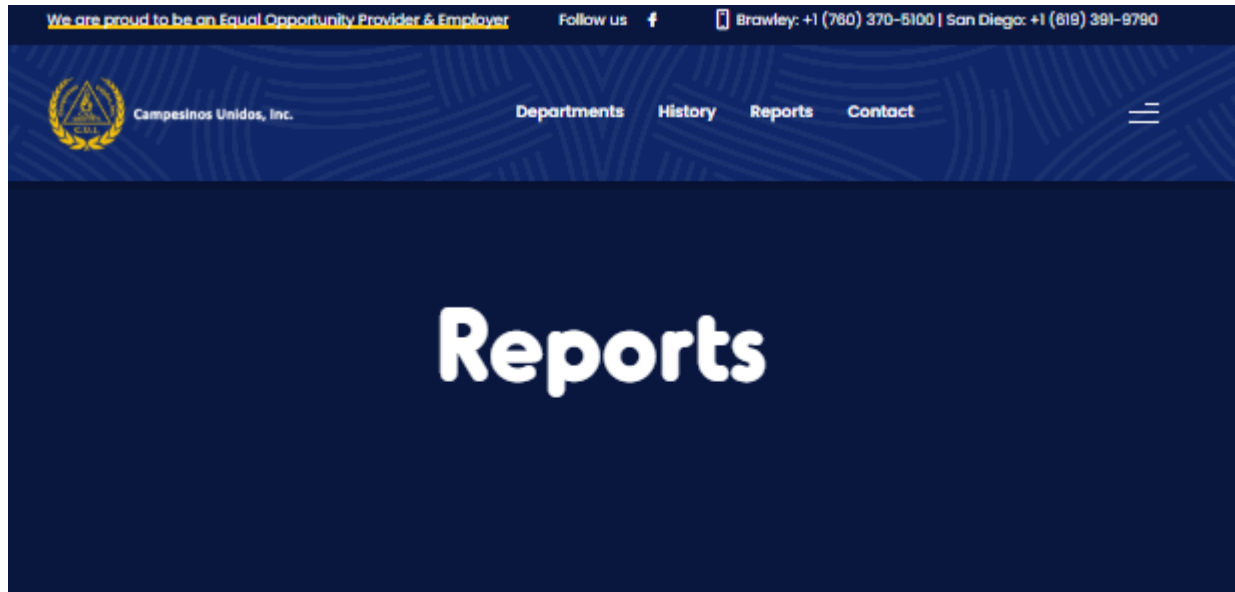 We are proud to be an Equal Opportunity Provider & Employer Follow us Brawley: +1 (760) 370-5100 | San Diego: +1 (619) 391-9790
C.U.I.
Campesinos Unidos, Inc. Departments History Reports Contact
Reports